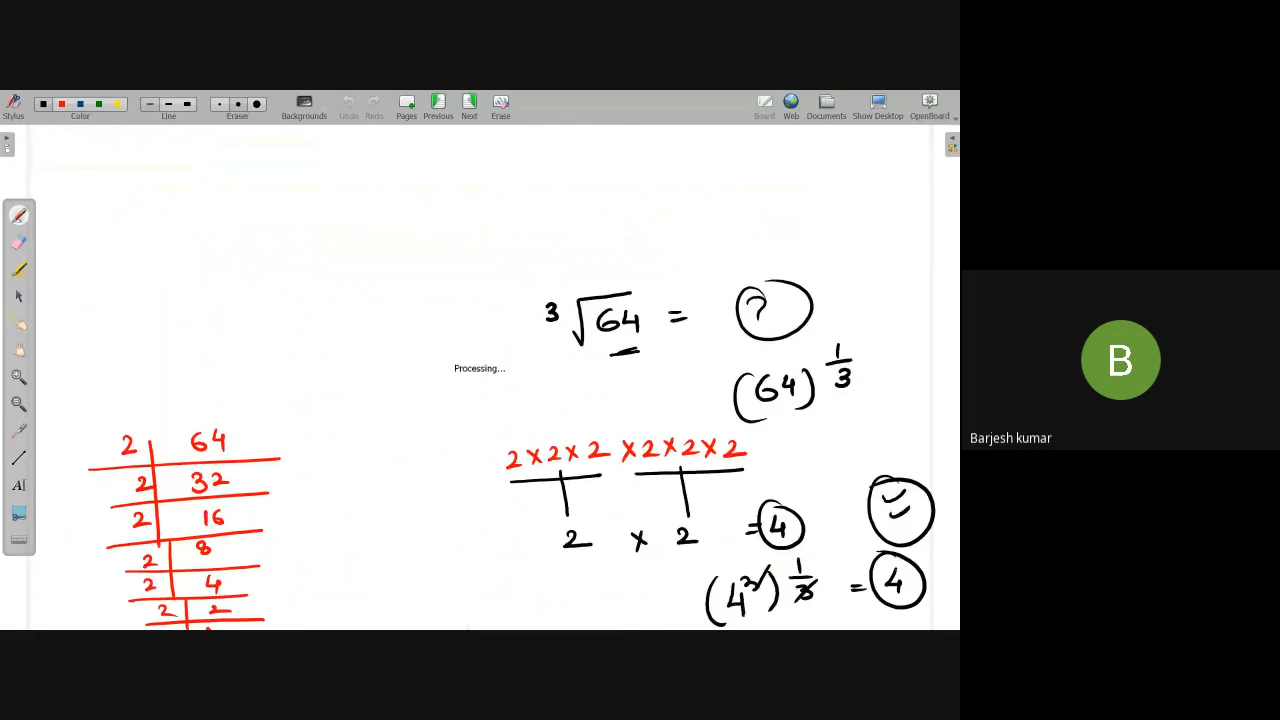 Stylus Color Line Eraser Backgrounds Undo Redo Pages Previous Next Erase Board Web Documents Show Desktop OpenBoard
3√64 = ?
Processing...
(64)^1/3
2 × 2 × 2 × 2 × 2 × 2
2 × 2 = 4
(4^3)^1/3 = 4
2 | 64
2 | 32
2 | 16
2 | 8
2 | 4
2 | 2
B
Barjesh kumar